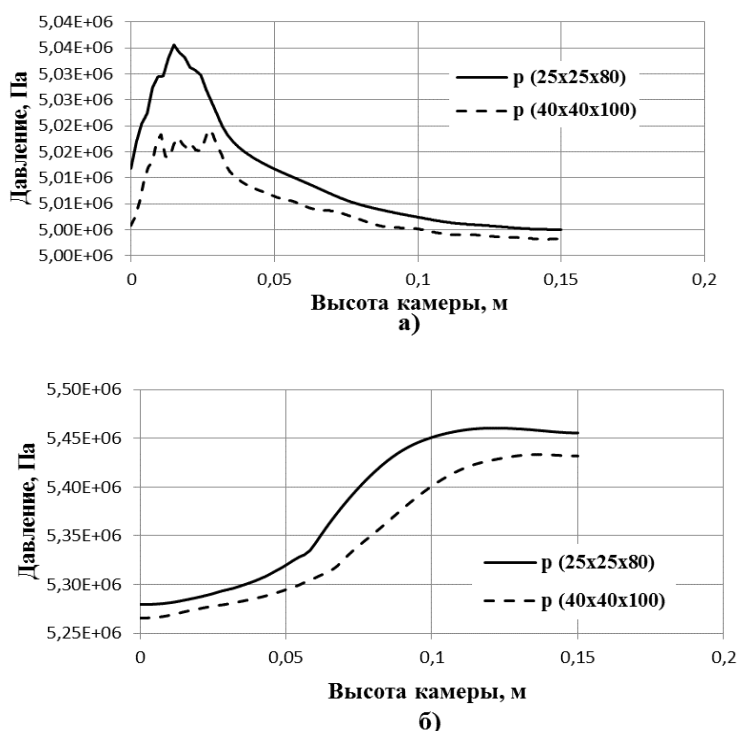 Давление, Па
5,04E+06
5,04E+06
5,03E+06
5,03E+06
5,02E+06
5,02E+06
5,01E+06
5,01E+06
5,00E+06
5,00E+06
p (25x25x80)
p (40x40x100)
0
0,05
0,1
0,15
0,2
Высота камеры, м
а)
Давление, Па
5,50E+06
5,45E+06
5,40E+06
5,35E+06
5,30E+06
5,25E+06
p (25x25x80)
p (40x40x100)
0
0,05
0,1
0,15
0,2
Высота камеры, м
б)